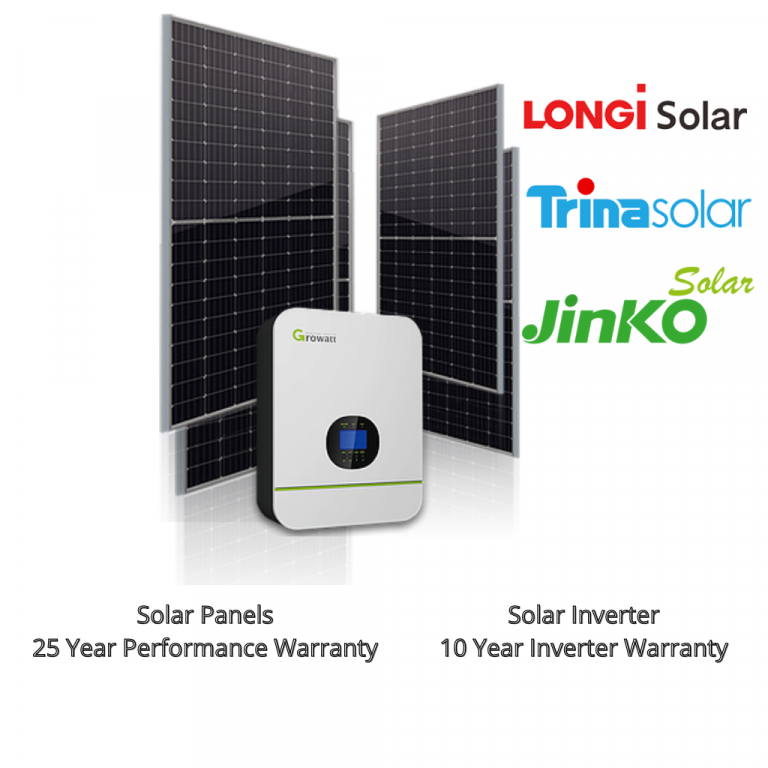 LONGi Solar
Trinasolar
Solar
JinKO
Growatt
Solar Panels
25 Year Performance Warranty
Solar Inverter
10 Year Inverter Warranty